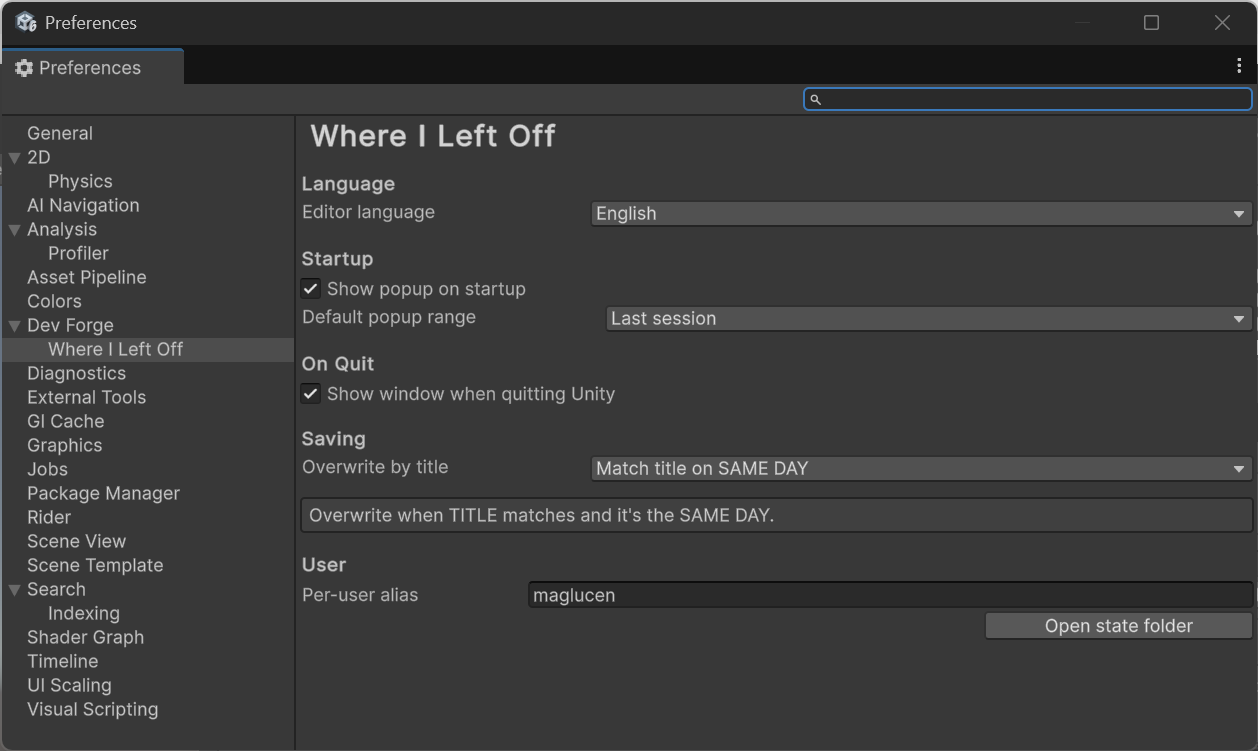 Preferences
Preferences
General
2D
Physics
AI Navigation
Analysis
Profiler
Asset Pipeline
Colors
Dev Forge
Where I Left Off
Diagnostics
External Tools
GI Cache
Graphics
Jobs
Package Manager
Rider
Scene View
Scene Template
Search
Indexing
Shader Graph
Timeline
UI Scaling
Visual Scripting
Where I Left Off
Language
Editor language English
Startup
Show popup on startup
Default popup range Last session
On Quit
Show window when quitting Unity
Saving
Overwrite by title Match title on SAME DAY
Overwrite when TITLE matches and it's the SAME DAY.
User
Per-user alias maglucen
Open state folder